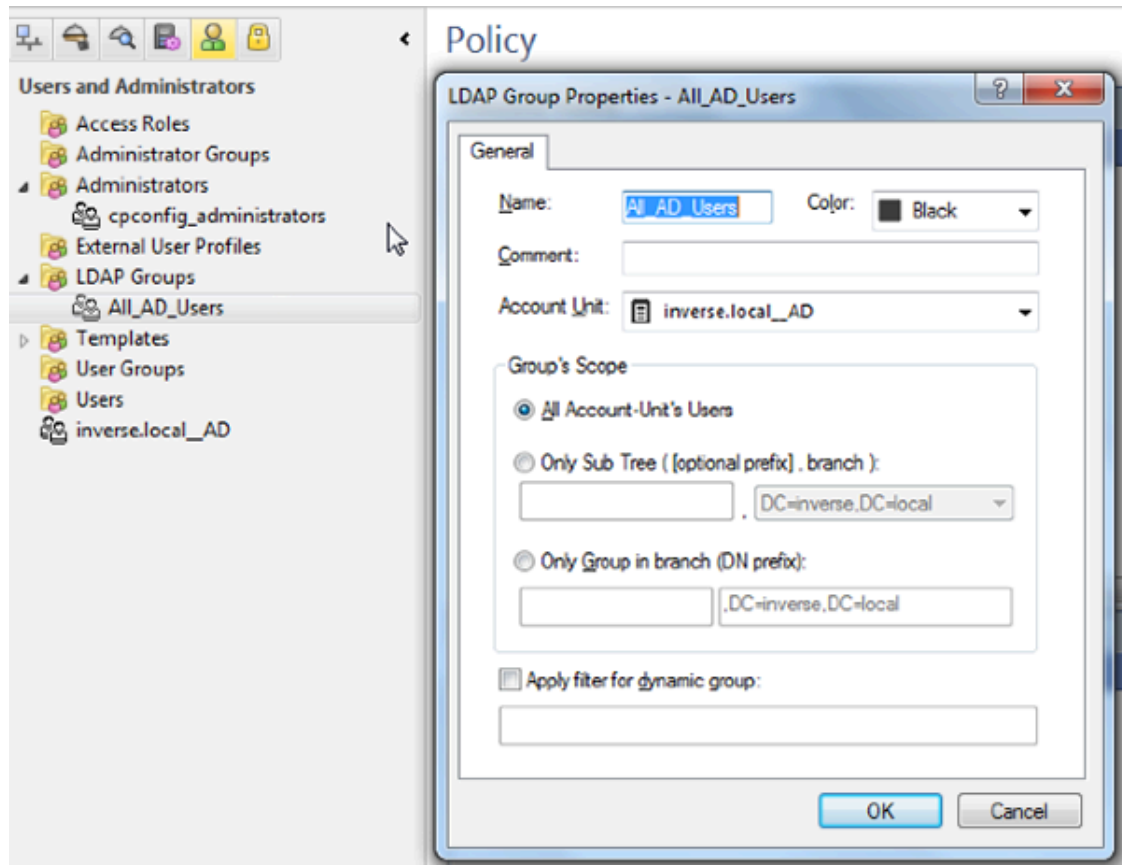 Users and Administrators
Access Roles
Administrator Groups
Administrators
cpconfig_administrators
External User Profiles
LDAP Groups
All_AD_Users
Templates
User Groups
Users
inverse.local__AD
Policy
LDAP Group Properties - All_AD_Users
General
Name: All_AD_Users Color: Black
Comment:
Account Unit: inverse.local__AD
Group's Scope
All Account-Unit's Users
Only Sub Tree ( [optional prefix] , branch ):
, DC=inverse,DC=local
Only Group in branch (DN prefix):
,DC=inverse,DC=local
Apply filter for dynamic group:
OK Cancel